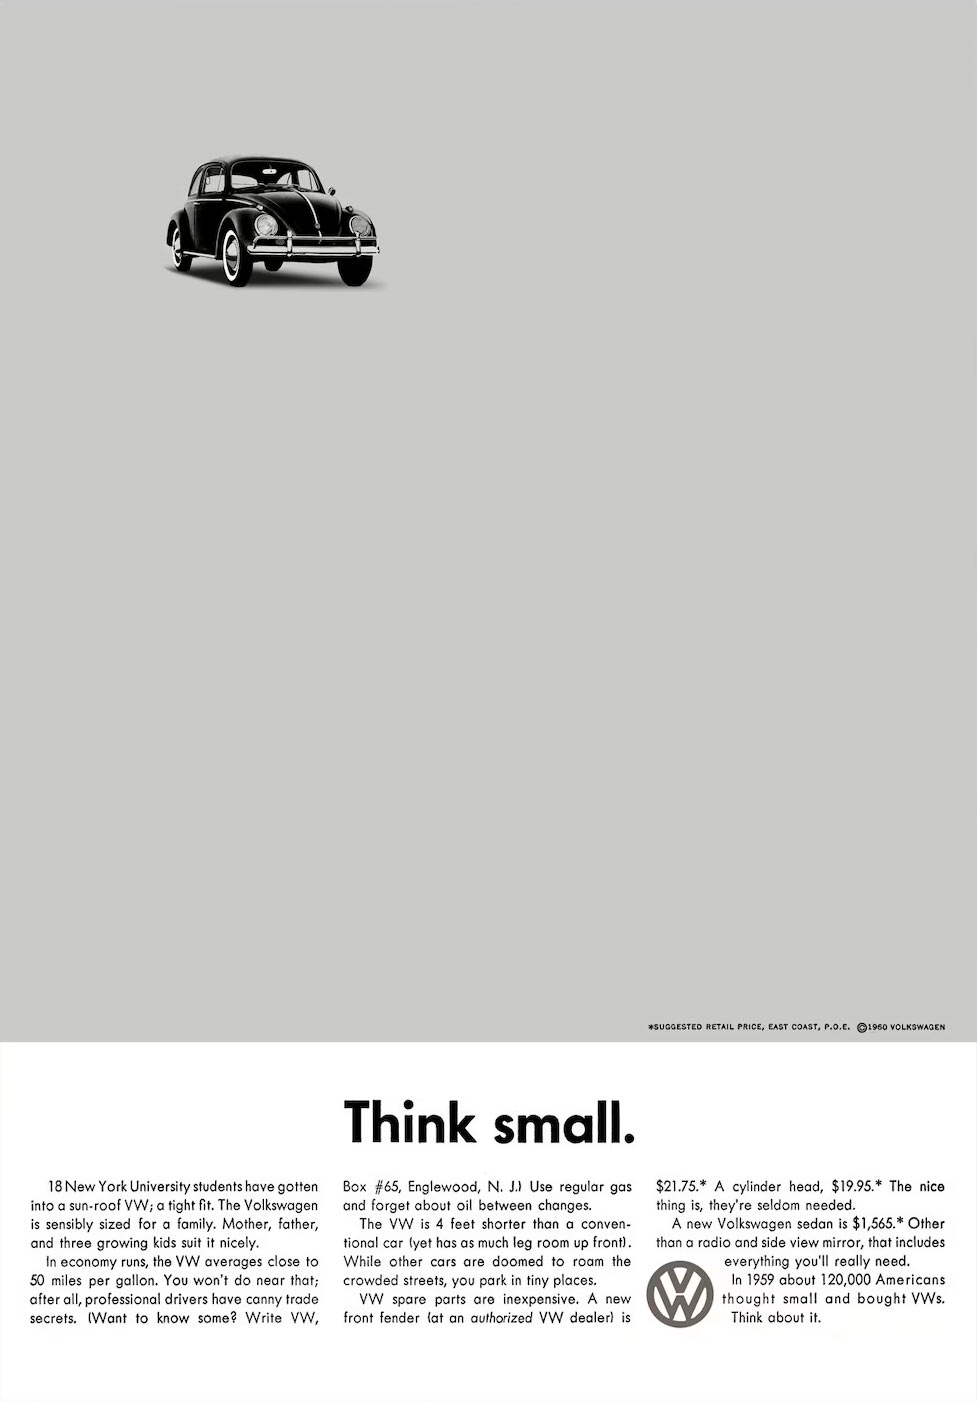 *SUGGESTED RETAIL PRICE, EAST COAST, P.O.E. ©1960 VOLKSWAGEN
Think small.
18 New York University students have gotten
into a sun-roof VW; a tight fit. The Volkswagen
is sensibly sized for a family. Mother, father,
and three growing kids suit it nicely.
In economy runs, the VW averages close to
50 miles per gallon. You won't do near that;
after all, professional drivers have canny trade
secrets. (Want to know some? Write VW,
Box #65, Englewood, N. J.) Use regular gas
and forget about oil between changes.
The VW is 4 feet shorter than a conven-
tional car (yet has as much leg room up front).
While other cars are doomed to roam the
crowded streets, you park in tiny places.
VW spare parts are inexpensive. A new
front fender (at an authorized VW dealer) is
$21.75.* A cylinder head, $19.95.* The nice
thing is, they're seldom needed.
A new Volkswagen sedan is $1,565.* Other
than a radio and side view mirror, that includes
everything you'll really need.
In 1959 about 120,000 Americans
thought small and bought VWs.
Think about it.
VW